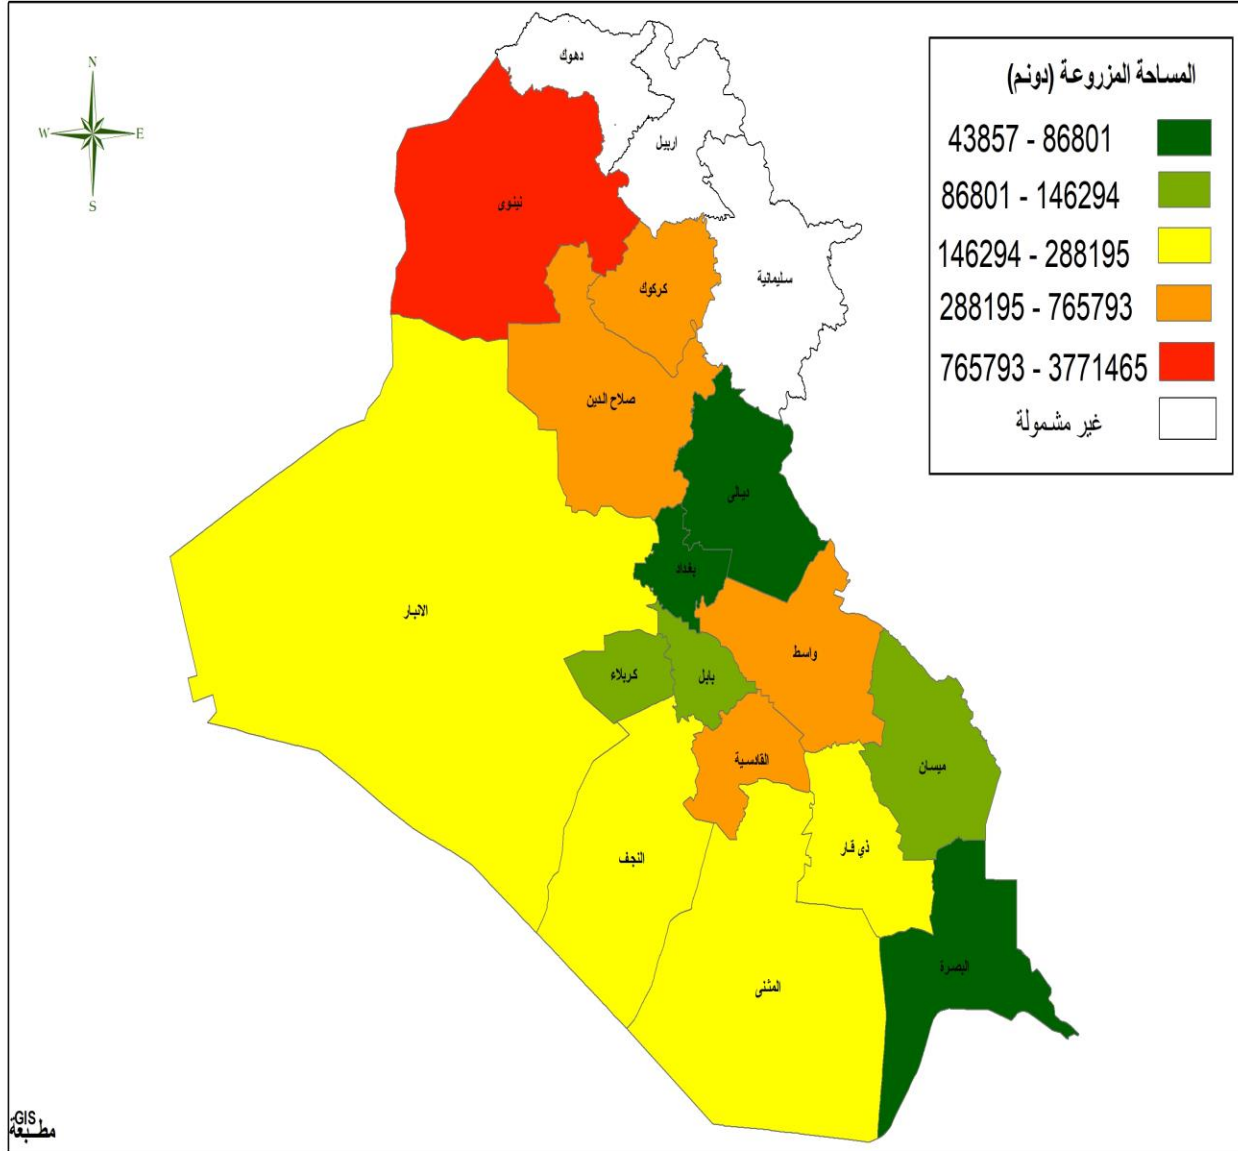 المساحة المزروعة (دونم)
43857 - 86801
86801 - 146294
146294 - 288195
288195 - 765793
765793 - 3771465
غير مشمولة
N
W
E
S
دهوك
اربيل
نينوى
سليمانية
كركوك
صلاح الدين
ديالى
بغداد
الانبار
واسط
كربلاء
بابل
القادسية
ميسان
ذي قار
النجف
البصرة
المثنى
GIS
مطبعة